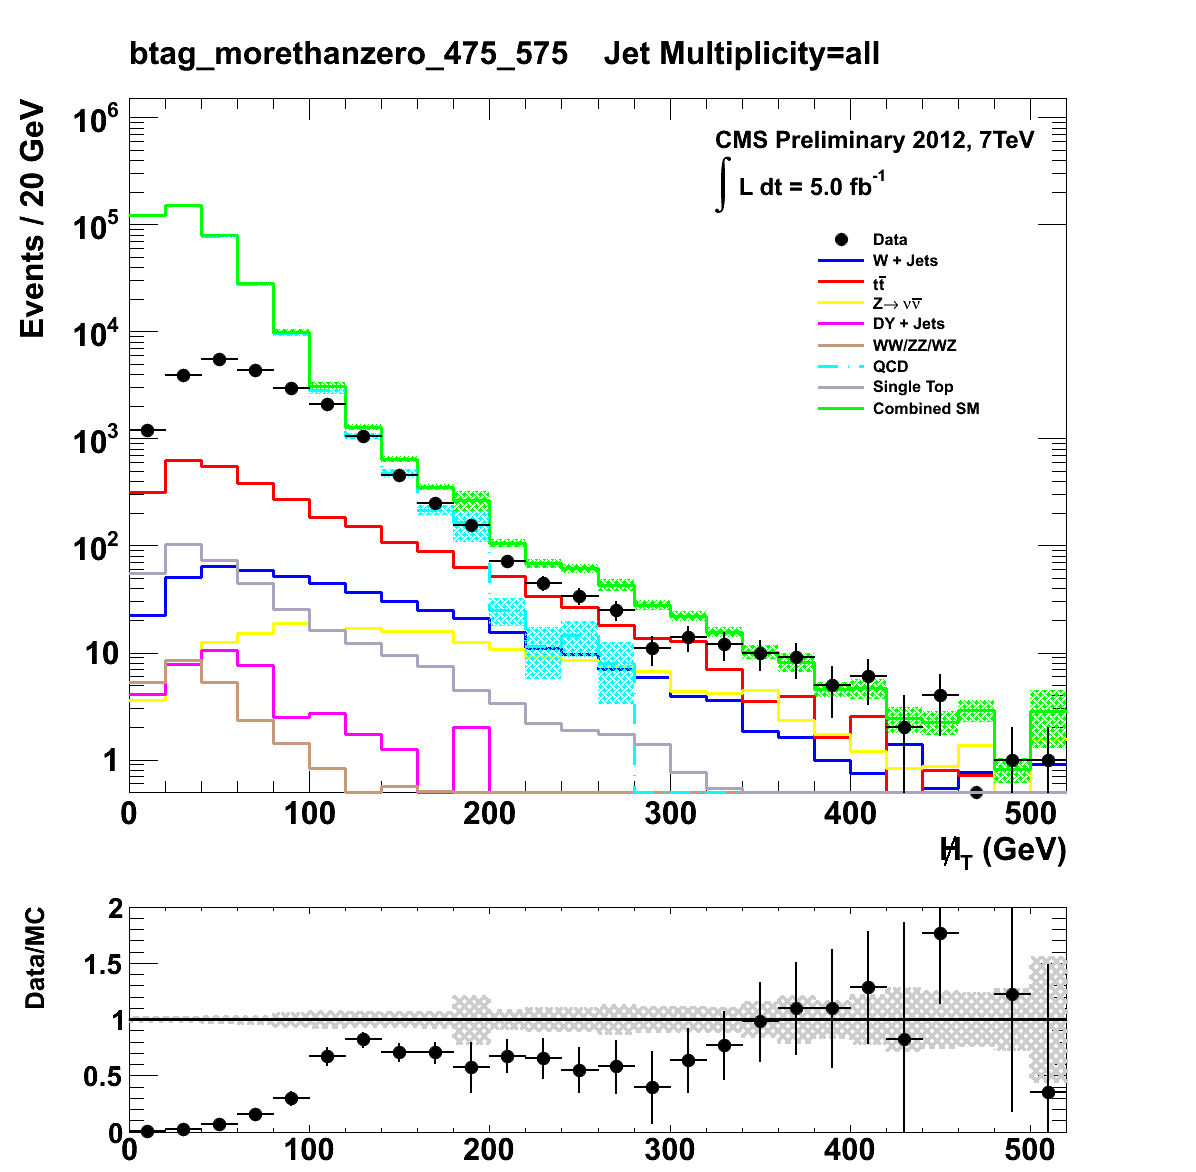 btag_morethanzero_475_575 Jet Multiplicity=all
Events / 20 GeV
10⁶
10⁵
10⁴
10³
10²
10
1
CMS Preliminary 2012, 7TeV
∫ L dt = 5.0 fb⁻¹
Data
W + Jets
tt̅
Z→ νν̅
DY + Jets
WW/ZZ/WZ
QCD
Single Top
Combined SM
0 100 200 300 400 500
H̸_T (GeV)
Data/MC
2
1.5
1
0.5
0
0 100 200 300 400 500